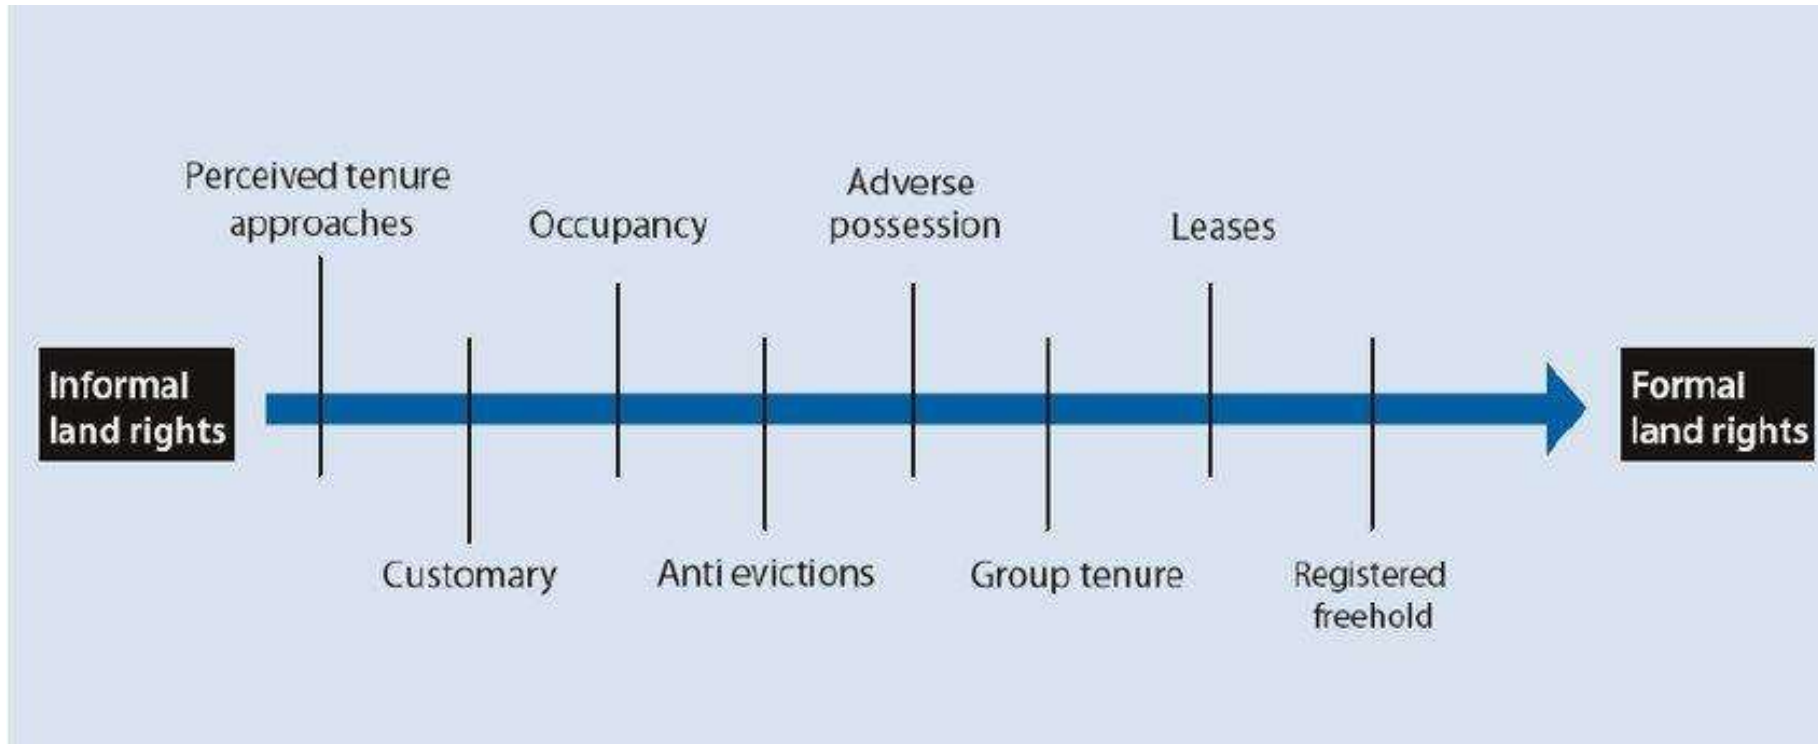 Perceived tenure
approaches
Occupancy
Adverse
possession
Leases
Informal
land rights
Formal
land rights
Customary
Anti evictions
Group tenure
Registered
freehold